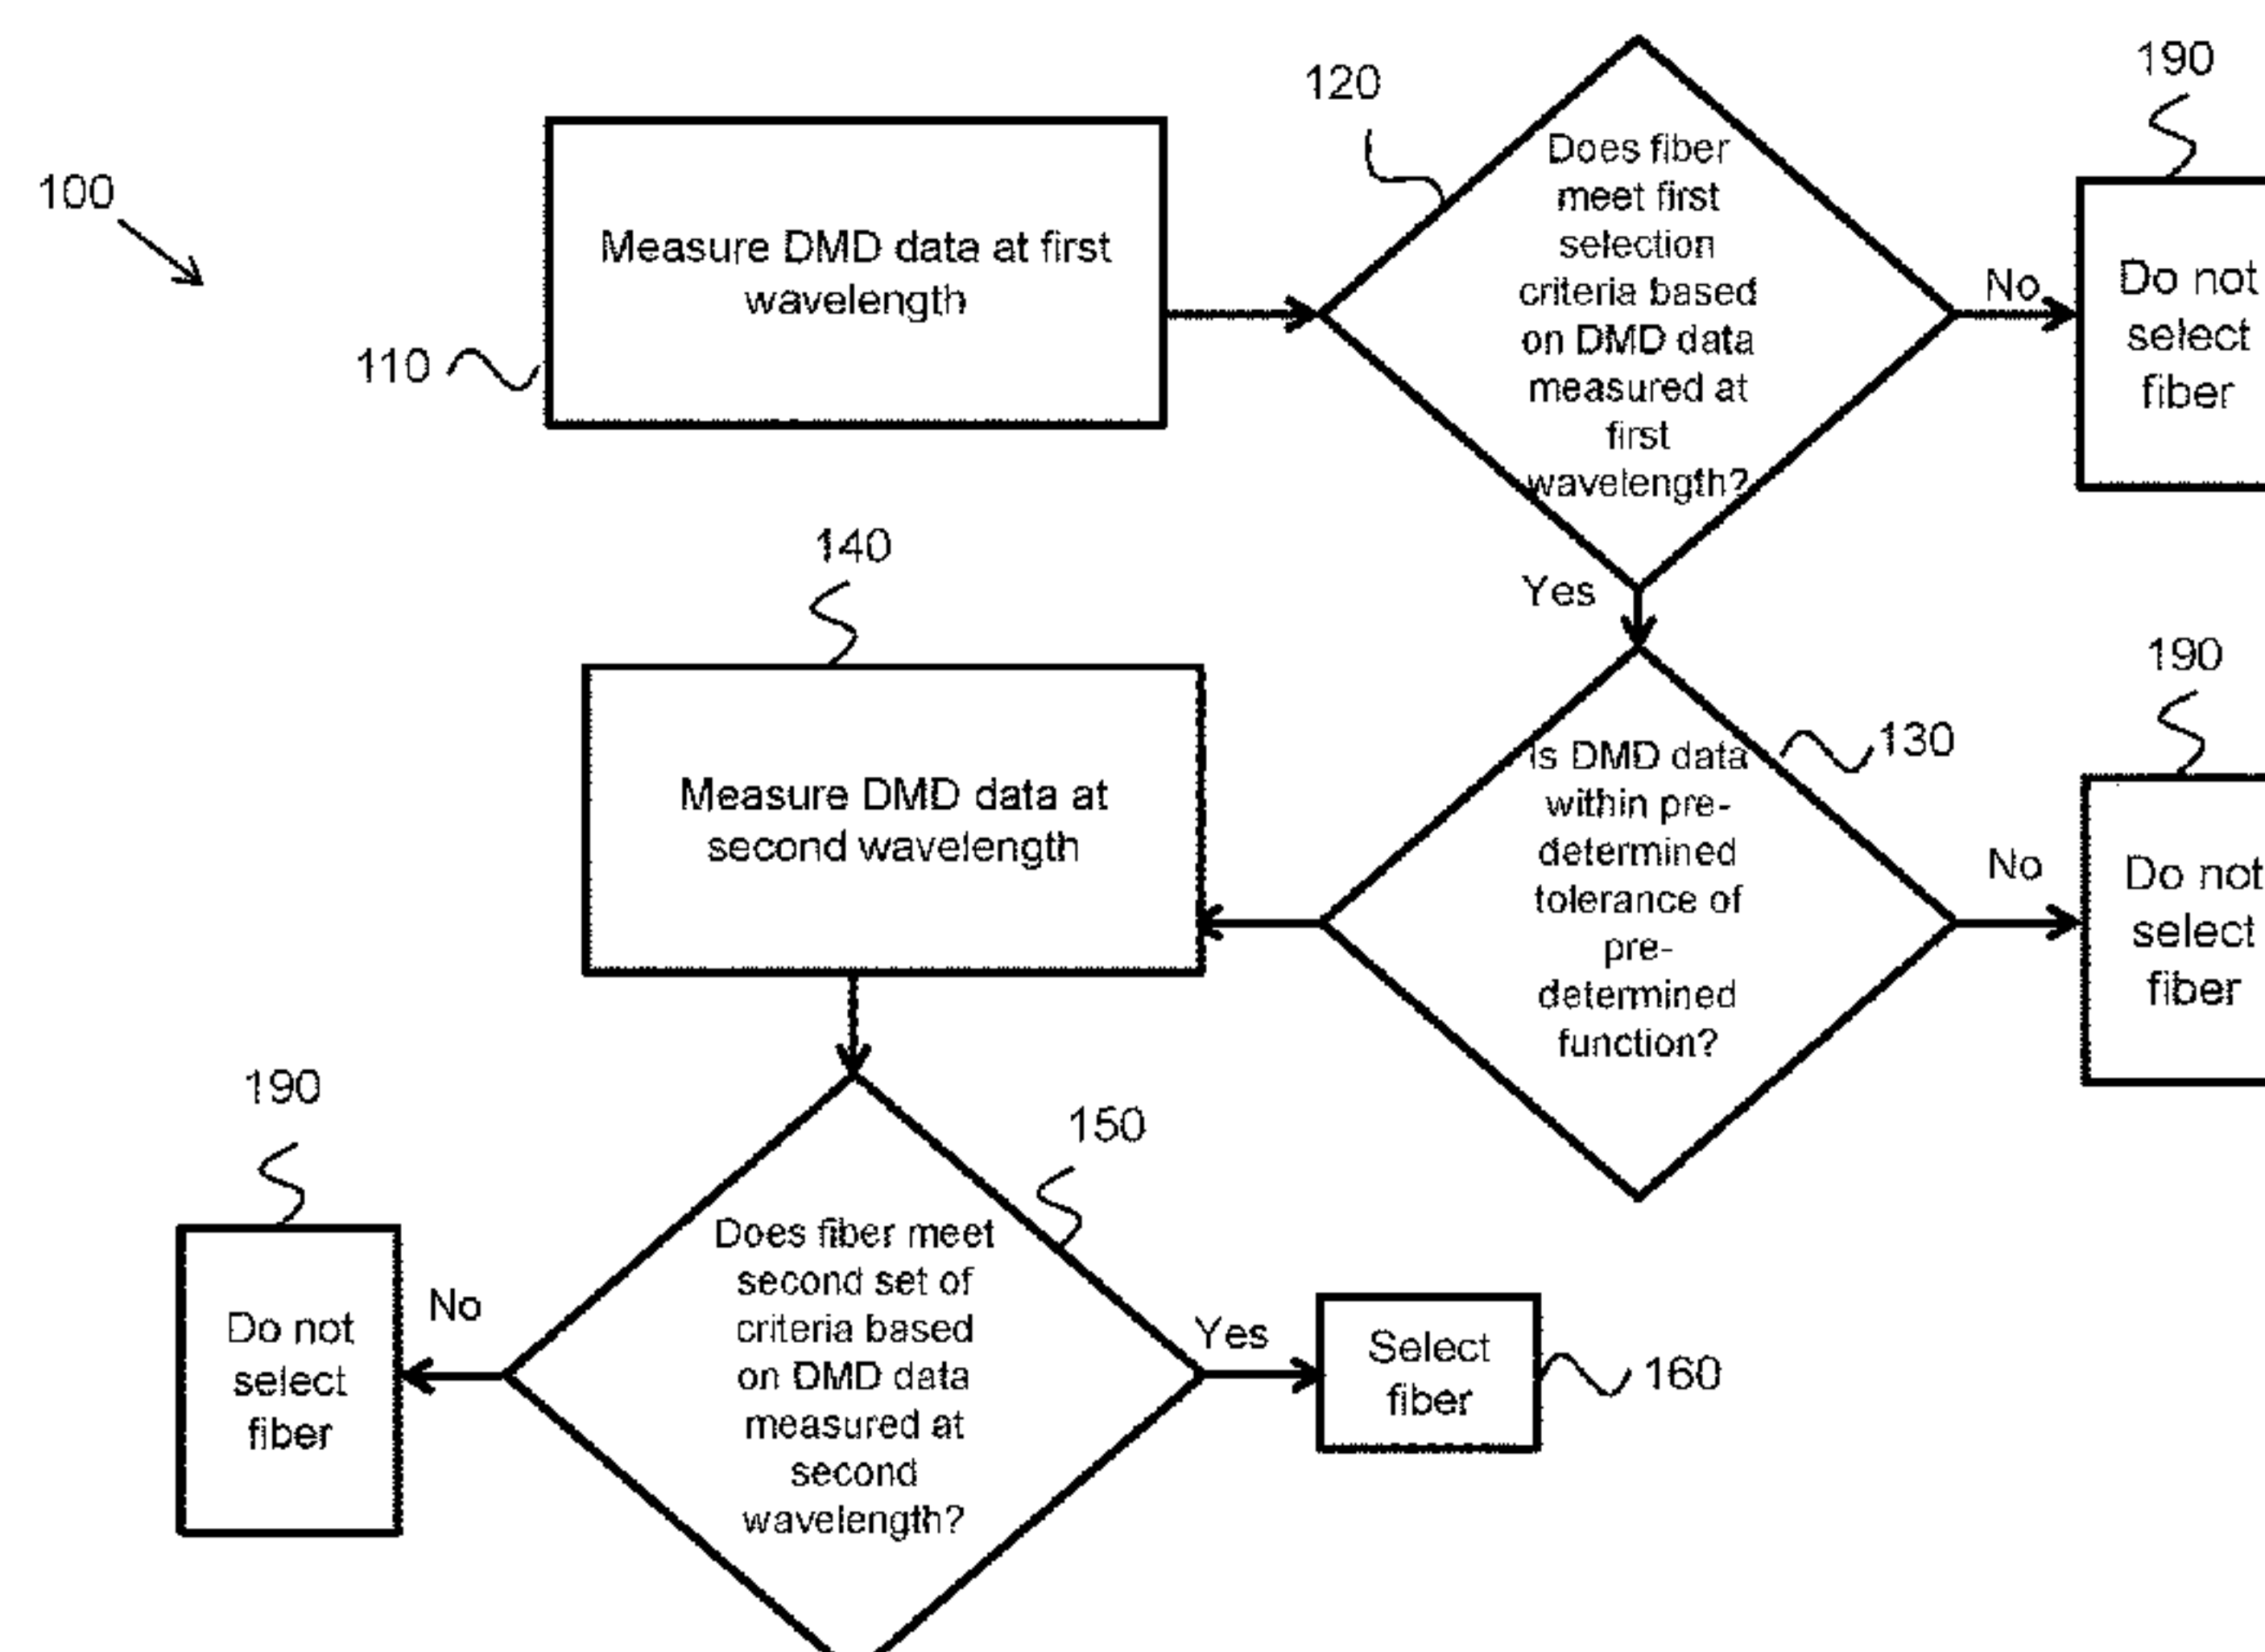 100
110
Measure DMD data at first
wavelength
120
Does fiber
meet first
selection
criteria based
on DMD data
measured at
first
wavelength?
No
190
Do not
select
fiber
Yes
130
Is DMD data
within pre-
determined
tolerance of
pre-
determined
function?
No
190
Do not
select
fiber
140
Measure DMD data at
second wavelength
150
Does fiber meet
second set of
criteria based
on DMD data
measured at
second
wavelength?
No
190
Do not
select
fiber
Yes
Select
fiber
160